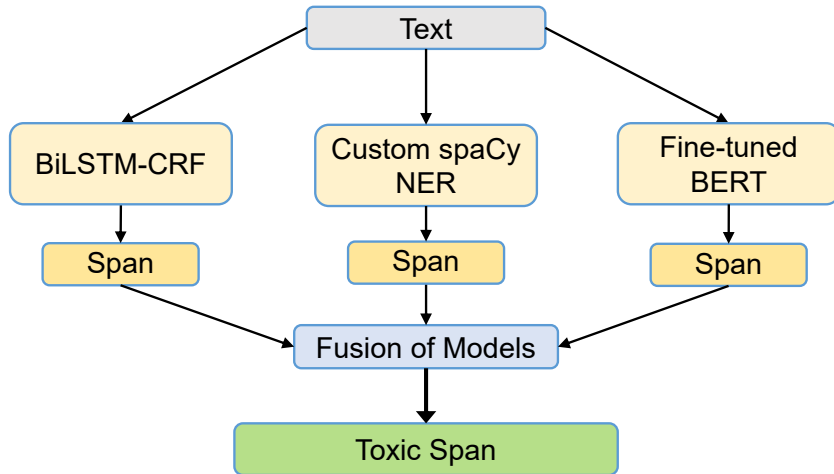 Text
BiLSTM-CRF
Custom spaCy
NER
Fine-tuned
BERT
Span
Span
Span
Fusion of Models
Toxic Span